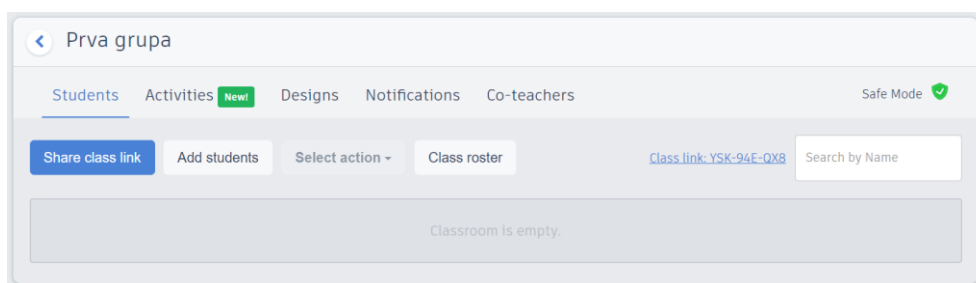 Prva grupa
Students Activities New! Designs Notifications Co-teachers Safe Mode
Share class link Add students Select action Class roster Class link: YSK-94E-QX8 Search by Name
Classroom is empty.